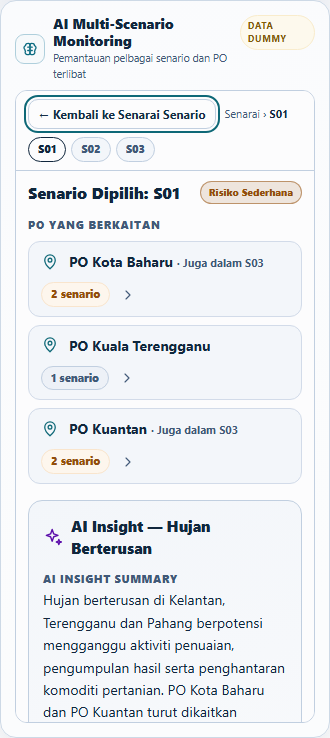 AI Multi-Scenario
Monitoring
Pemantauan pelbagai senario dan PO
terlibat
DATA
DUMMY
← Kembali ke Senarai Senario
Senarai › S01
S01
S02
S03
Senario Dipilih: S01
Risiko Sederhana
PO YANG BERKAITAN
PO Kota Baharu · Juga dalam S03
2 senario
PO Kuala Terengganu
1 senario
PO Kuantan · Juga dalam S03
2 senario
AI Insight — Hujan
Berterusan
AI INSIGHT SUMMARY
Hujan berterusan di Kelantan,
Terengganu dan Pahang berpotensi
mengganggu aktiviti penuaian,
pengumpulan hasil serta penghantaran
komoditi pertanian. PO Kota Baharu
dan PO Kuantan turut dikaitkan